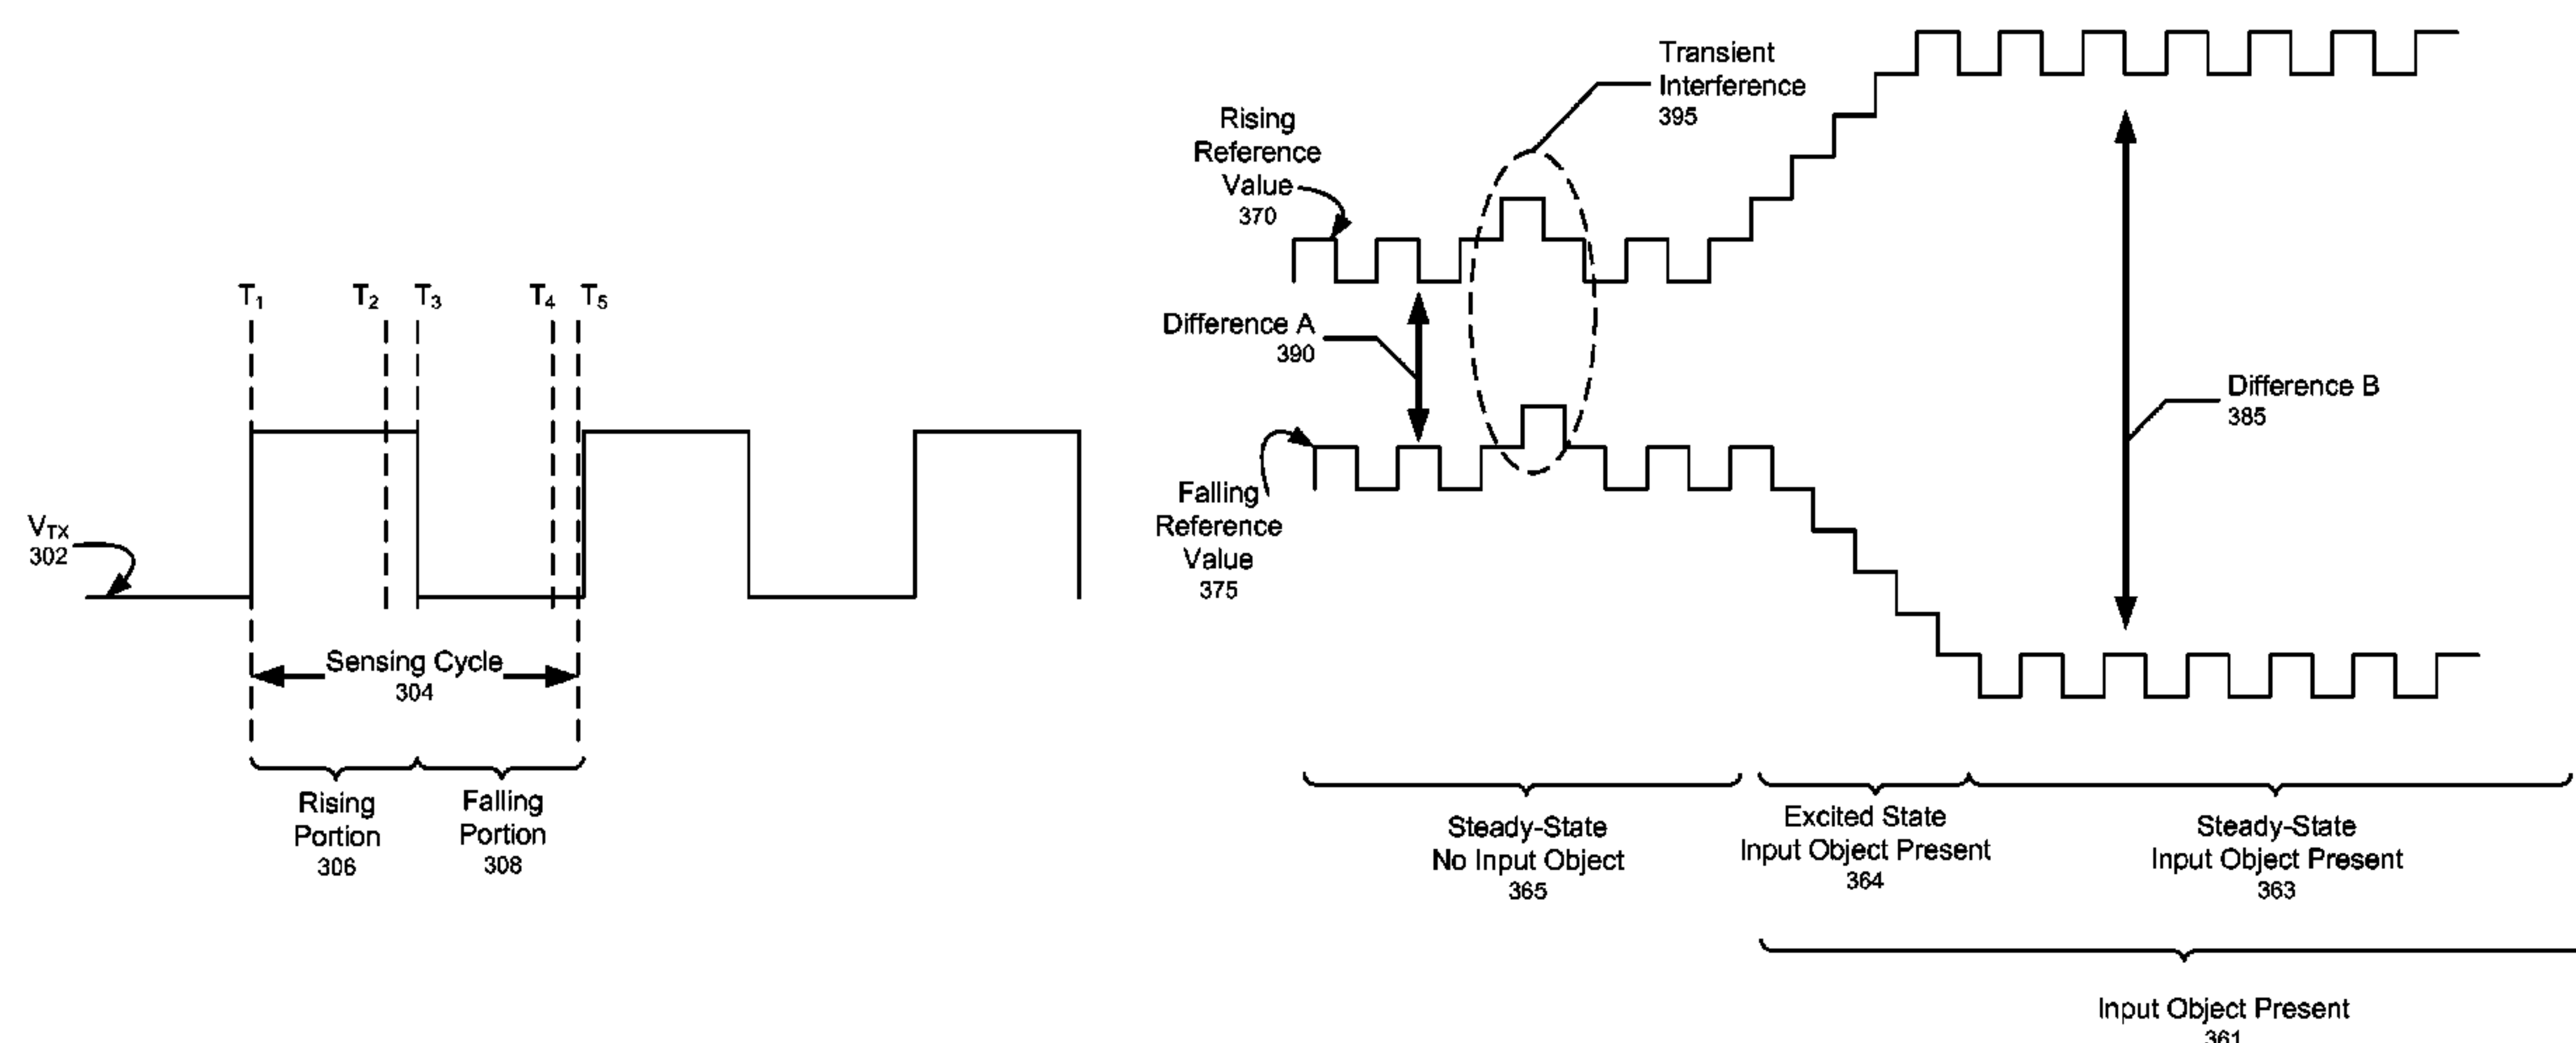 T1
T2
T3
T4
T5
VTX
302
Sensing Cycle
304
Rising
Portion
306
Falling
Portion
308
Rising
Reference
Value
370
Transient
Interference
395
Difference A
390
Difference B
385
Falling
Reference
Value
375
Steady-State
No Input Object
365
Excited State
Input Object Present
364
Steady-State
Input Object Present
363
Input Object Present
361